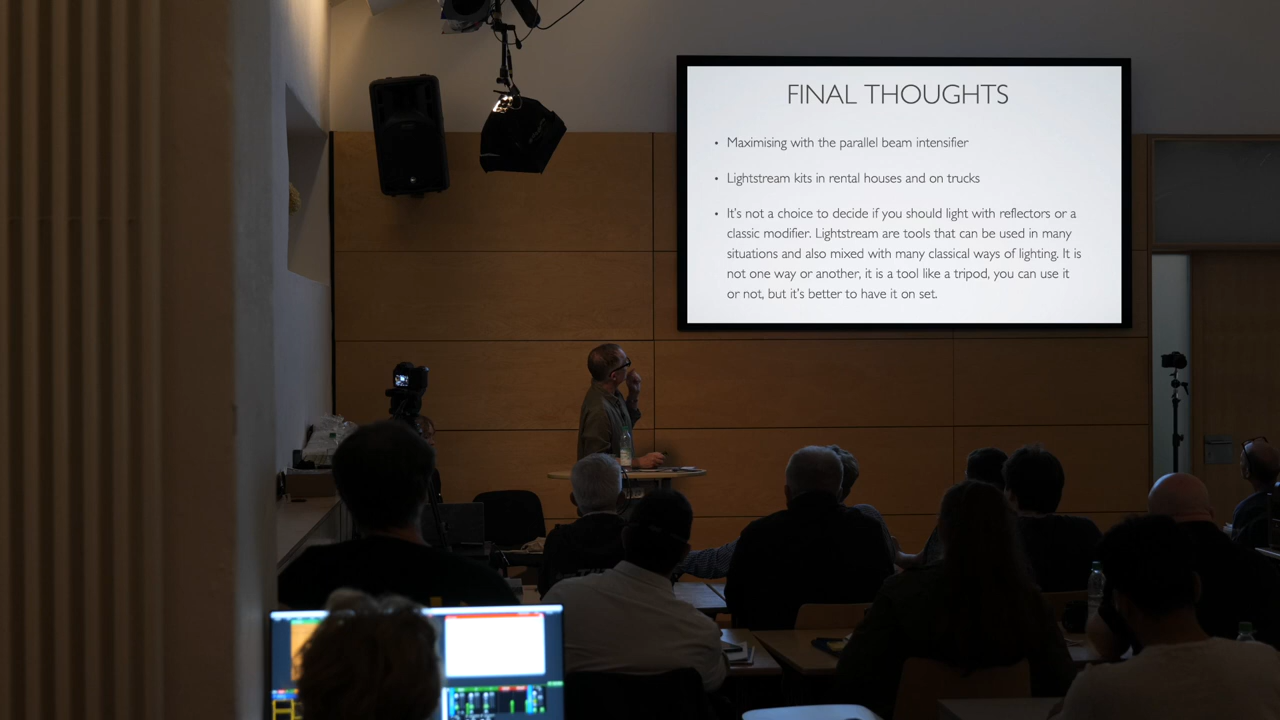 FINAL THOUGHTS
• Maximising with the parallel beam intensifier
• Lightstream kits in rental houses and on trucks
• It's not a choice to decide if you should light with reflectors or a
classic modifier. Lightstream are tools that can be used in many
situations and also mixed with many classical ways of lighting. It is
not one way or another, it is a tool like a tripod, you can use it
or not, but it's better to have it on set.